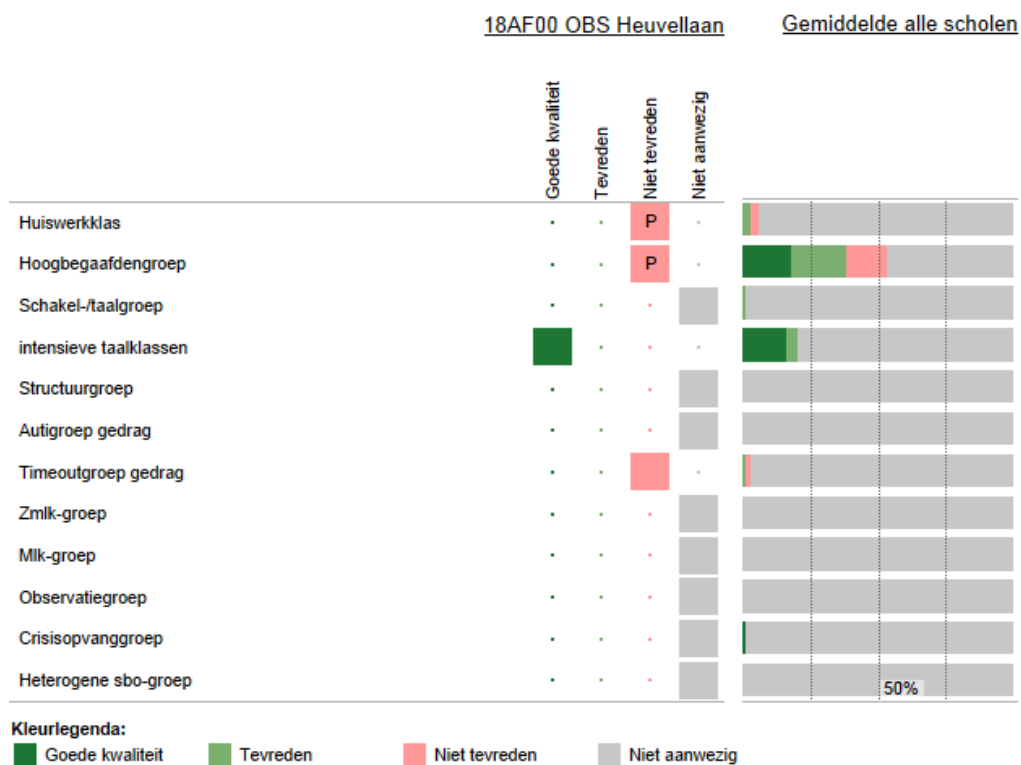 18AF00 OBS Heuvellaan
Gemiddelde alle scholen
Goede kwaliteit
Tevreden
Niet tevreden
Niet aanwezig
Huiswerkklas
P
Hoogbegaafdengroep
P
Schakel-/taalgroep
intensieve taalklassen
Structuurgroep
Autigroep gedrag
Timeoutgroep gedrag
Zmlk-groep
Mlk-groep
Observatiegroep
Crisisopvanggroep
Heterogene sbo-groep
50%
Kleurlegenda:
Goede kwaliteit
Tevreden
Niet tevreden
Niet aanwezig